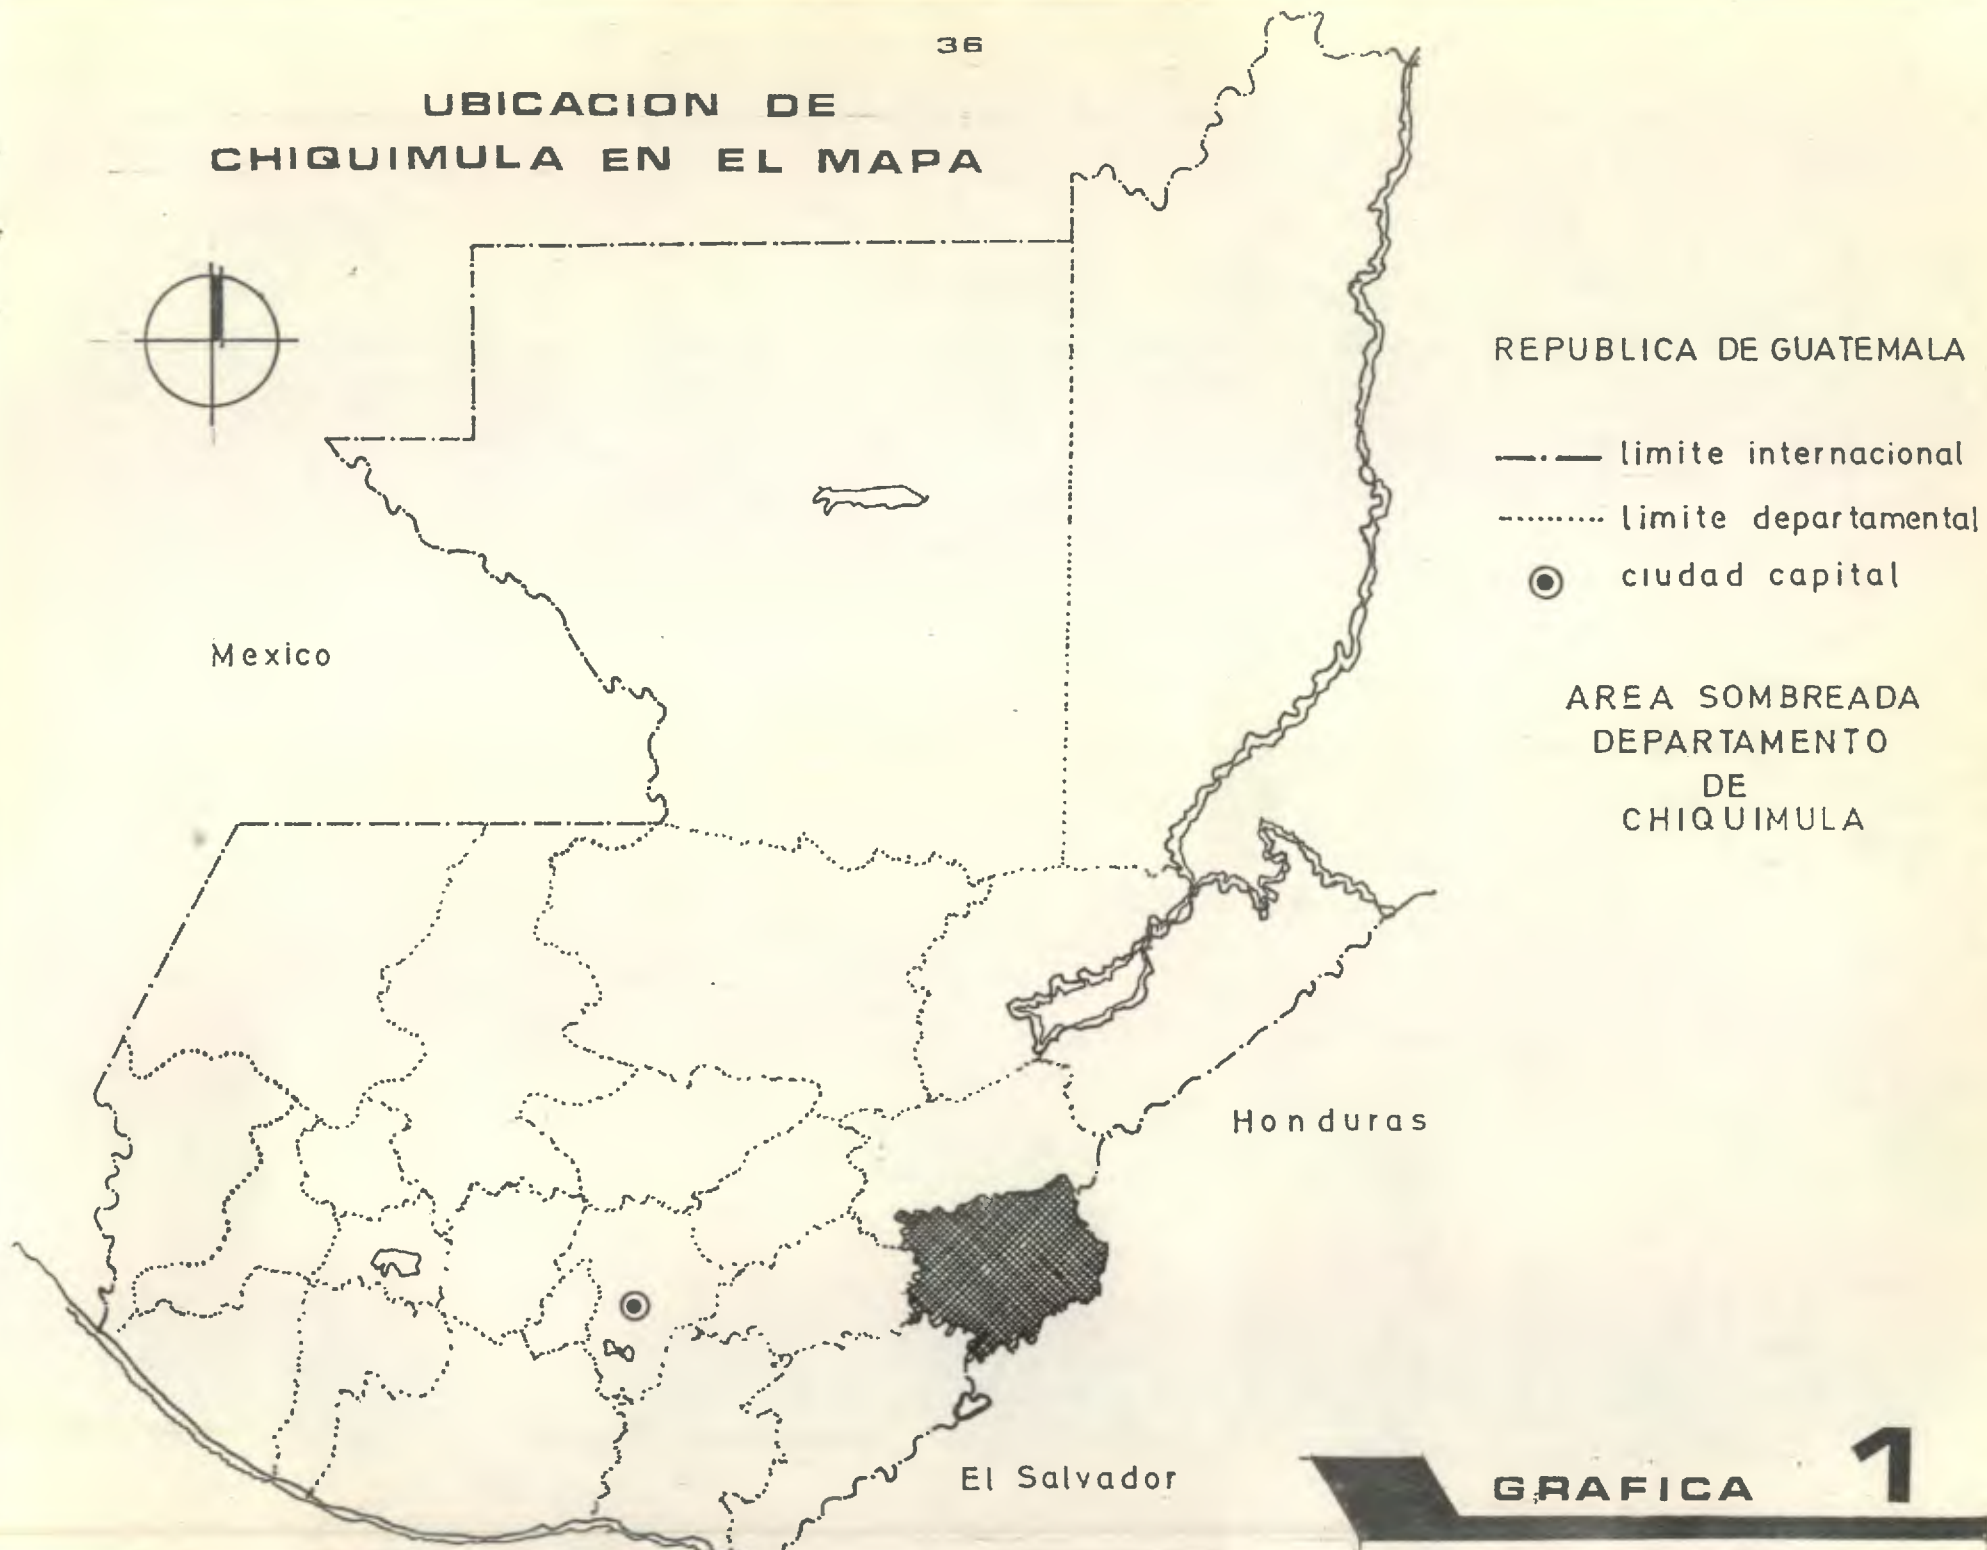 36
UBICACION DE
CHIQUIMULA EN EL MAPA
REPUBLICA DE GUATEMALA
limite internacional
limite departamental
ciudad capital
Mexico
AREA SOMBREADA
DEPARTAMENTO
DE
CHIQUIMULA
Honduras
El Salvador
GRAFICA 1